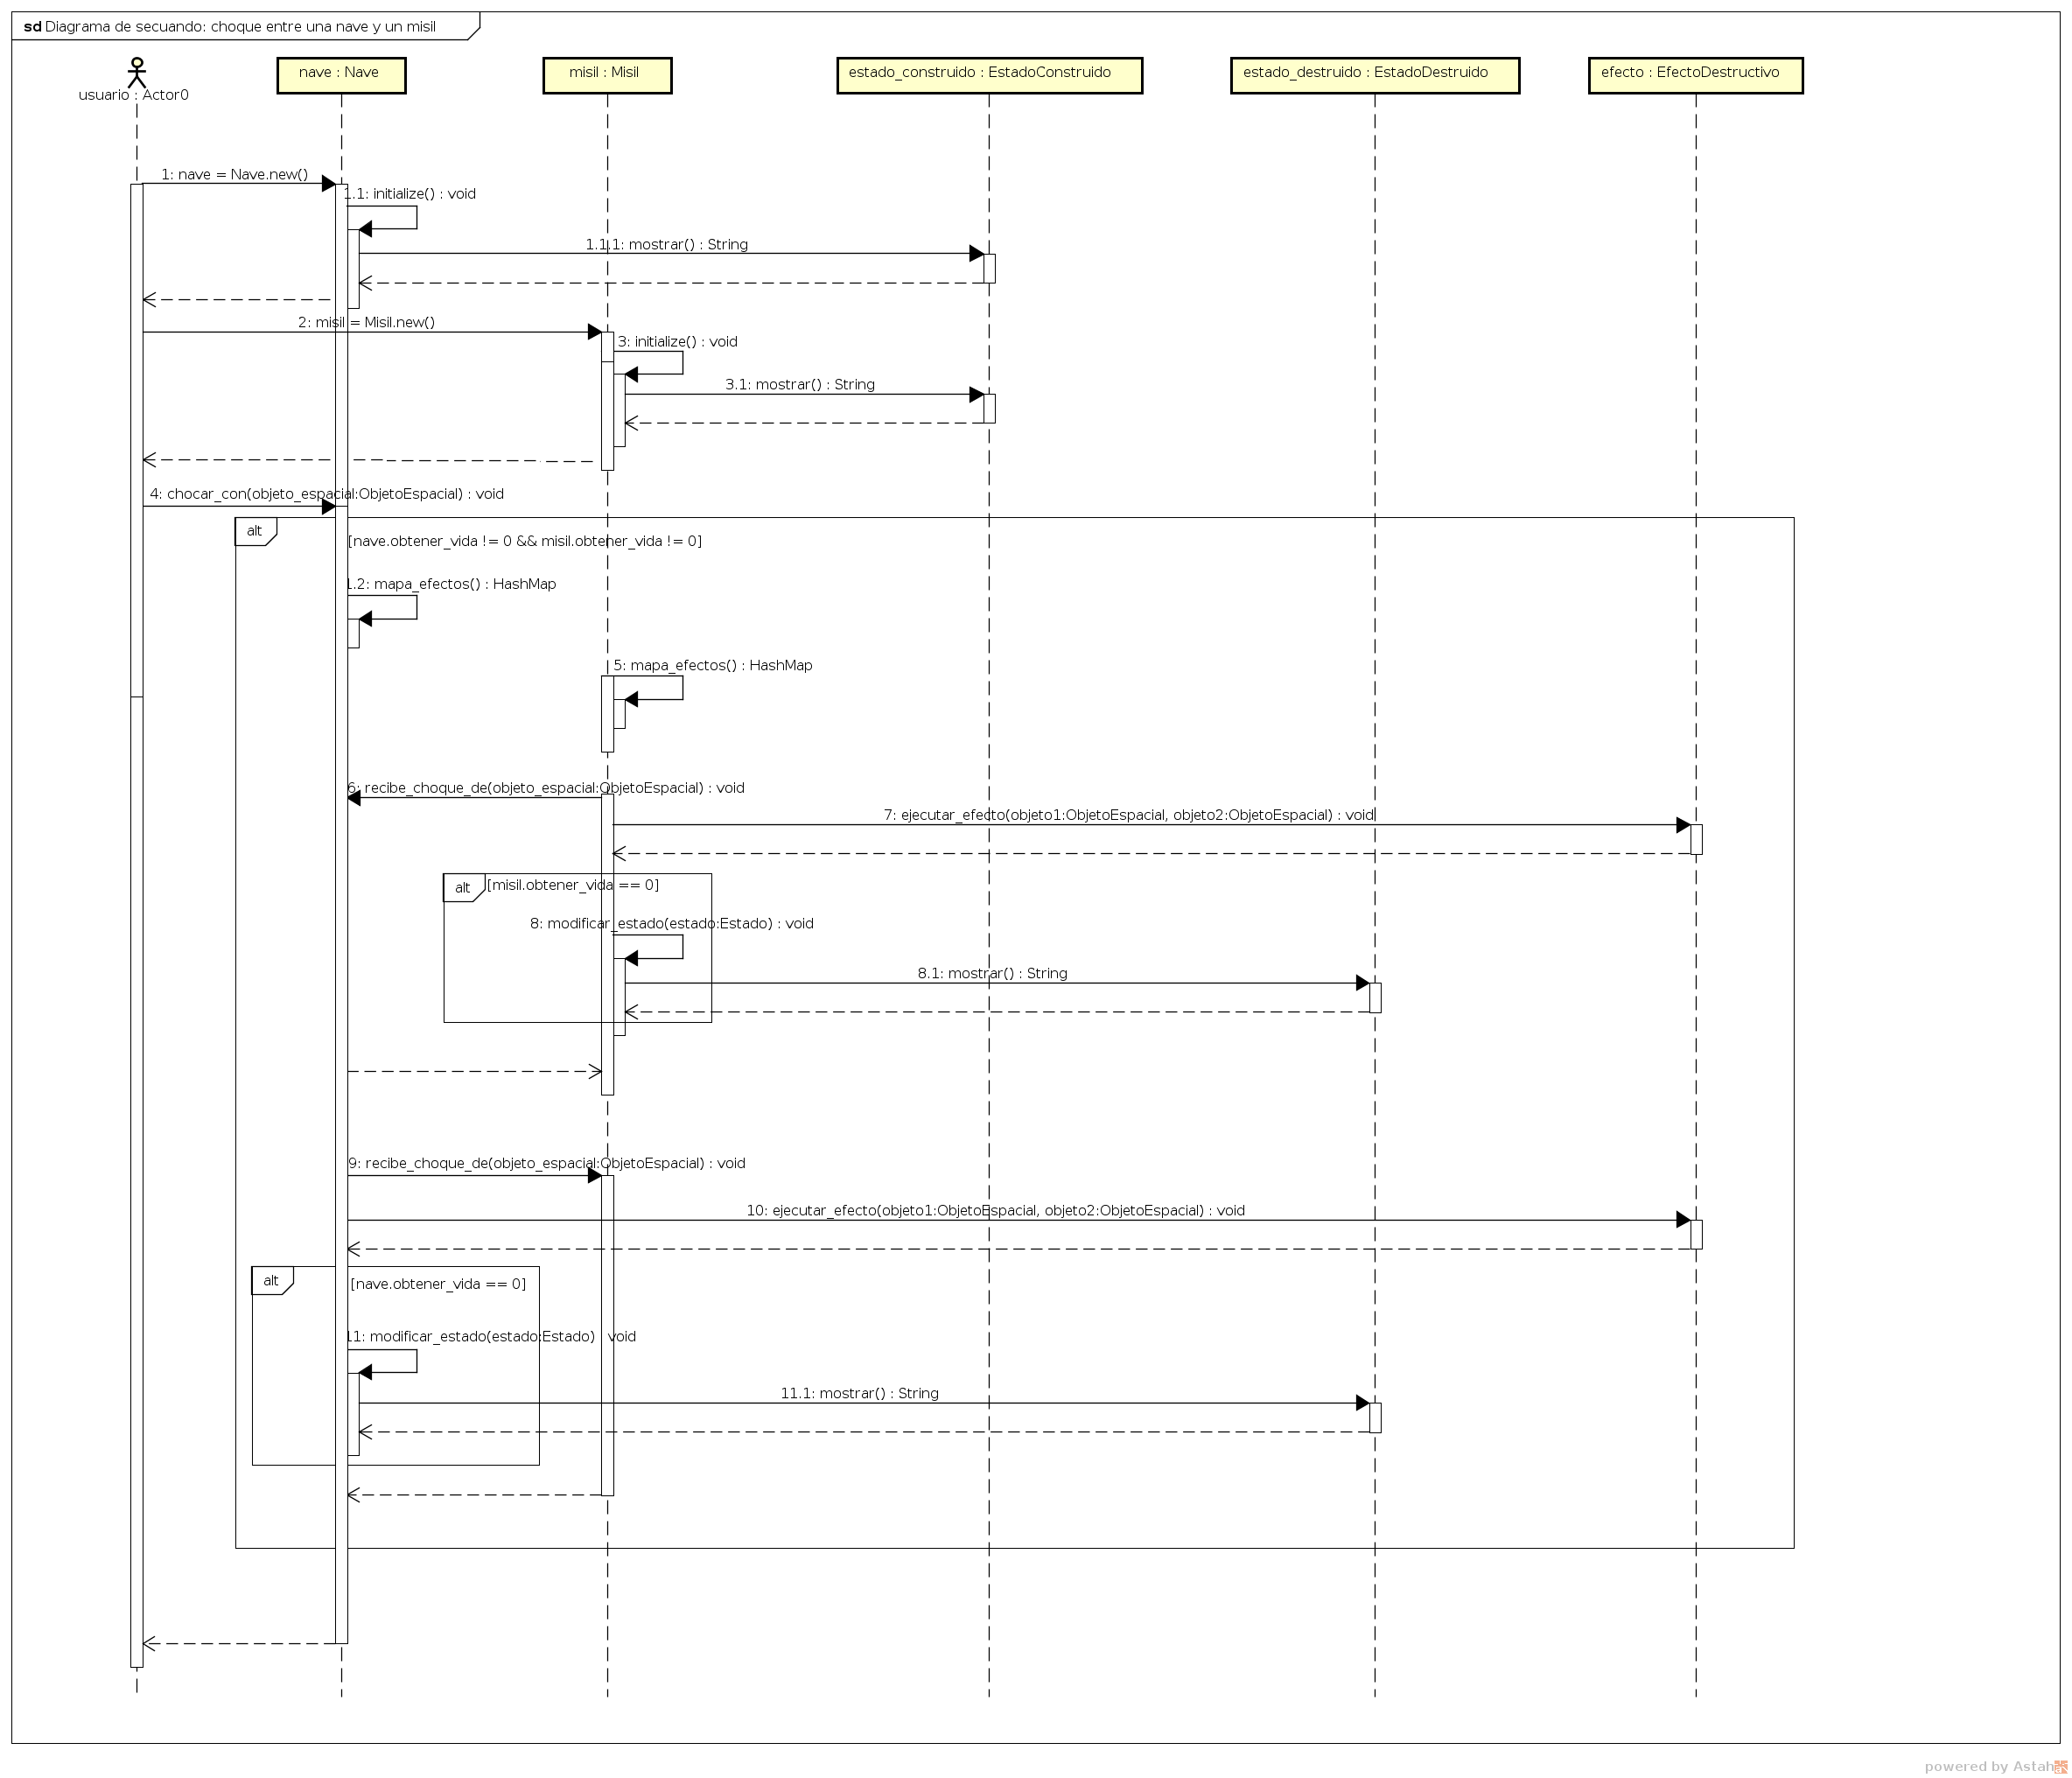 sd Diagrama de secuando: choque entre una nave y un misil
usuario : Actor0
nave : Nave
misil : Misil
estado_construido : EstadoConstruido
estado_destruido : EstadoDestruido
efecto : EfectoDestructivo
1: nave = Nave.new()
1.1: initialize() : void
1.1.1: mostrar() : String
2: misil = Misil.new()
3: initialize() : void
3.1: mostrar() : String
4: chocar_con(objeto_espacial:ObjetoEspacial) : void
alt
[nave.obtener_vida != 0 && misil.obtener_vida != 0]
1.2: mapa_efectos() : HashMap
5: mapa_efectos() : HashMap
6: recibe_choque_de(objeto_espacial:ObjetoEspacial) : void
7: ejecutar_efecto(objeto1:ObjetoEspacial, objeto2:ObjetoEspacial) : void
alt
[misil.obtener_vida == 0]
8: modificar_estado(estado:Estado) : void
8.1: mostrar() : String
9: recibe_choque_de(objeto_espacial:ObjetoEspacial) : void
10: ejecutar_efecto(objeto1:ObjetoEspacial, objeto2:ObjetoEspacial) : void
alt
[nave.obtener_vida == 0]
11: modificar_estado(estado:Estado) : void
11.1: mostrar() : String
powered by Astah